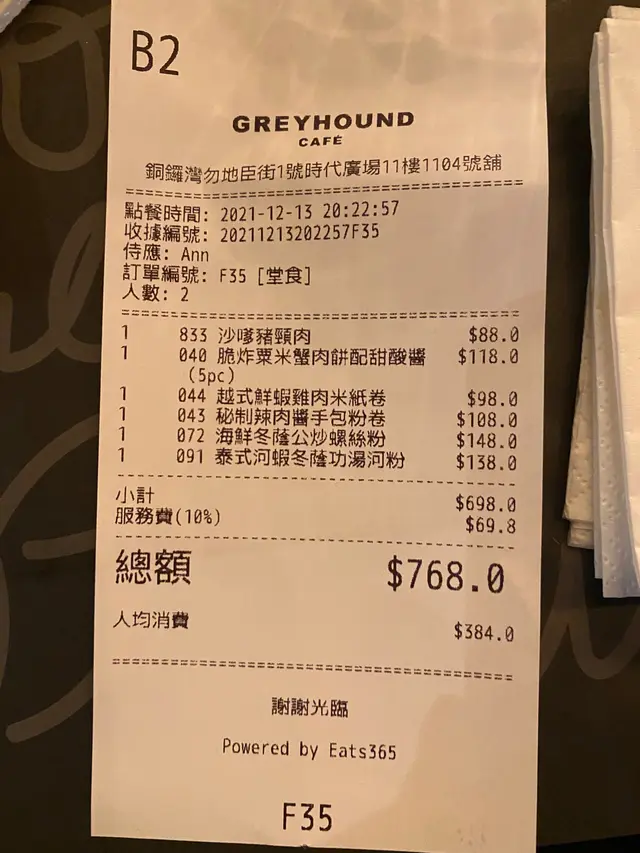 B2
GREYHOUND
CAFÉ
銅鑼灣勿地臣街1號時代廣場11樓1104號舖
點餐時間: 2021-12-13 20:22:57
收據編號: 20211213202257F35
侍應: Ann
訂單編號: F35 [堂食]
人數: 2
1 833 沙嗲豬頸肉 $88.0
1 040 脆炸粟米蟹肉餅配甜酸醬 $118.0
(5pc)
1 044 越式鮮蝦雞肉米紙卷 $98.0
1 043 秘制辣肉醬手包粉卷 $108.0
1 072 海鮮冬蔭公炒螺絲粉 $148.0
1 091 泰式河蝦冬蔭功湯河粉 $138.0
小計 $698.0
服務費(10%) $69.8
總額 $768.0
人均消費 $384.0
謝謝光臨
Powered by Eats365
F35